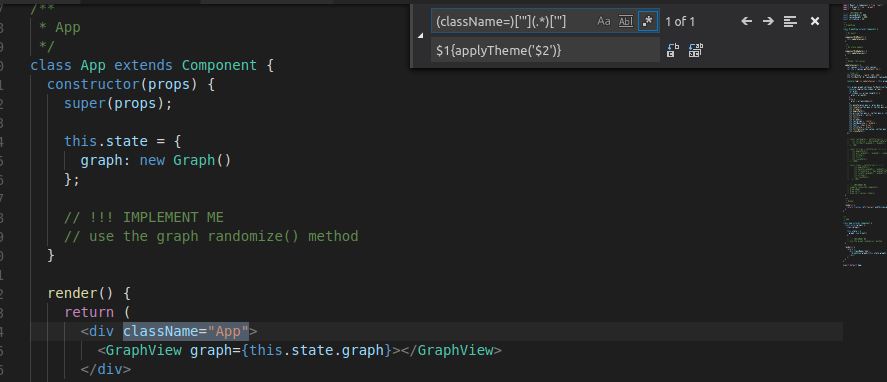 (className=)['"](.*)['"] Aa Abl .* 1 of 1
$1{applyTheme('$2')}
/**
 * App
 */
class App extends Component {
  constructor(props) {
    super(props);
    this.state = {
      graph: new Graph()
    };
    // !!! IMPLEMENT ME
    // use the graph randomize() method
  }
  render() {
    return (
      <div className="App">
        <GraphView graph={this.state.graph}></GraphView>
      </div>